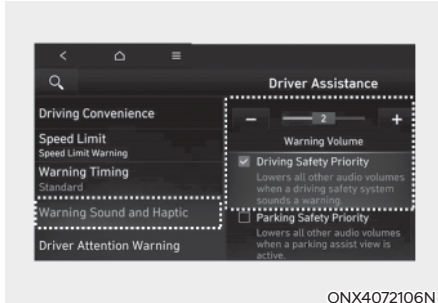 Driver Assistance
Driving Convenience
Speed Limit
Speed Limit Warning
Warning Timing
Standard
Warning Sound and Haptic
Driver Attention Warning
− 2 +
Warning Volume
Driving Safety Priority
Lowers all other audio volumes
when a driving safety system
sounds a warning.
Parking Safety Priority
Lowers all other audio volumes
when a parking assist view is
active.
ONX4072106N